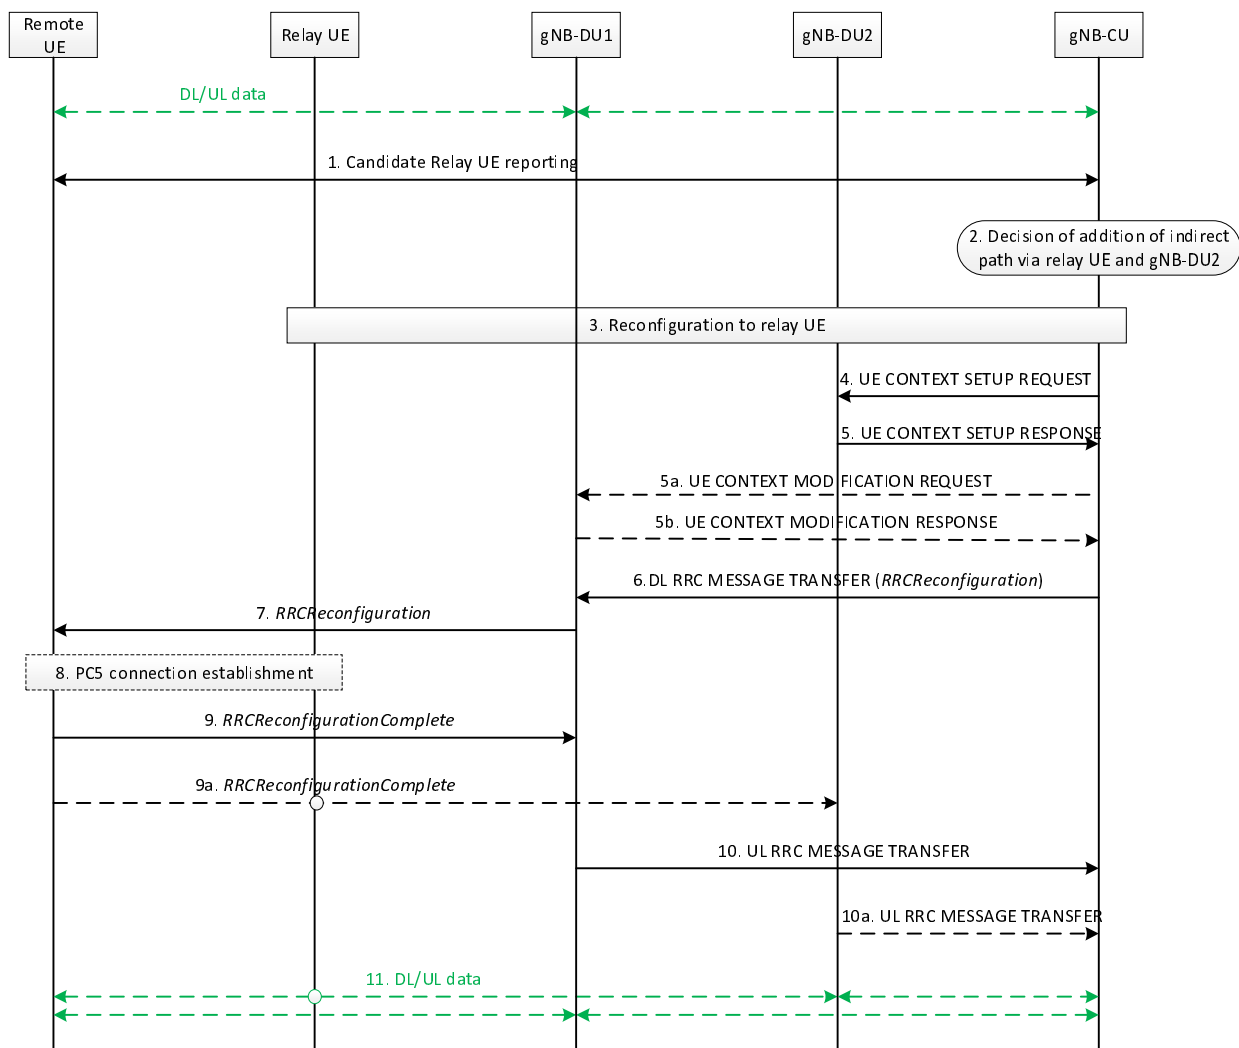 Remote
UE
Relay UE
gNB-DU1
gNB-DU2
gNB-CU
DL/UL data
1. Candidate Relay UE reporting
2. Decision of addition of indirect
path via relay UE and gNB-DU2
3. Reconfiguration to relay UE
4. UE CONTEXT SETUP REQUEST
5. UE CONTEXT SETUP RESPONSE
5a. UE CONTEXT MODIFICATION REQUEST
5b. UE CONTEXT MODIFICATION RESPONSE
6.DL RRC MESSAGE TRANSFER (RRCReconfiguration)
7. RRCReconfiguration
8. PC5 connection establishment
9. RRCReconfigurationComplete
9a. RRCReconfigurationComplete
10. UL RRC MESSAGE TRANSFER
10a. UL RRC MESSAGE TRANSFER
11. DL/UL data